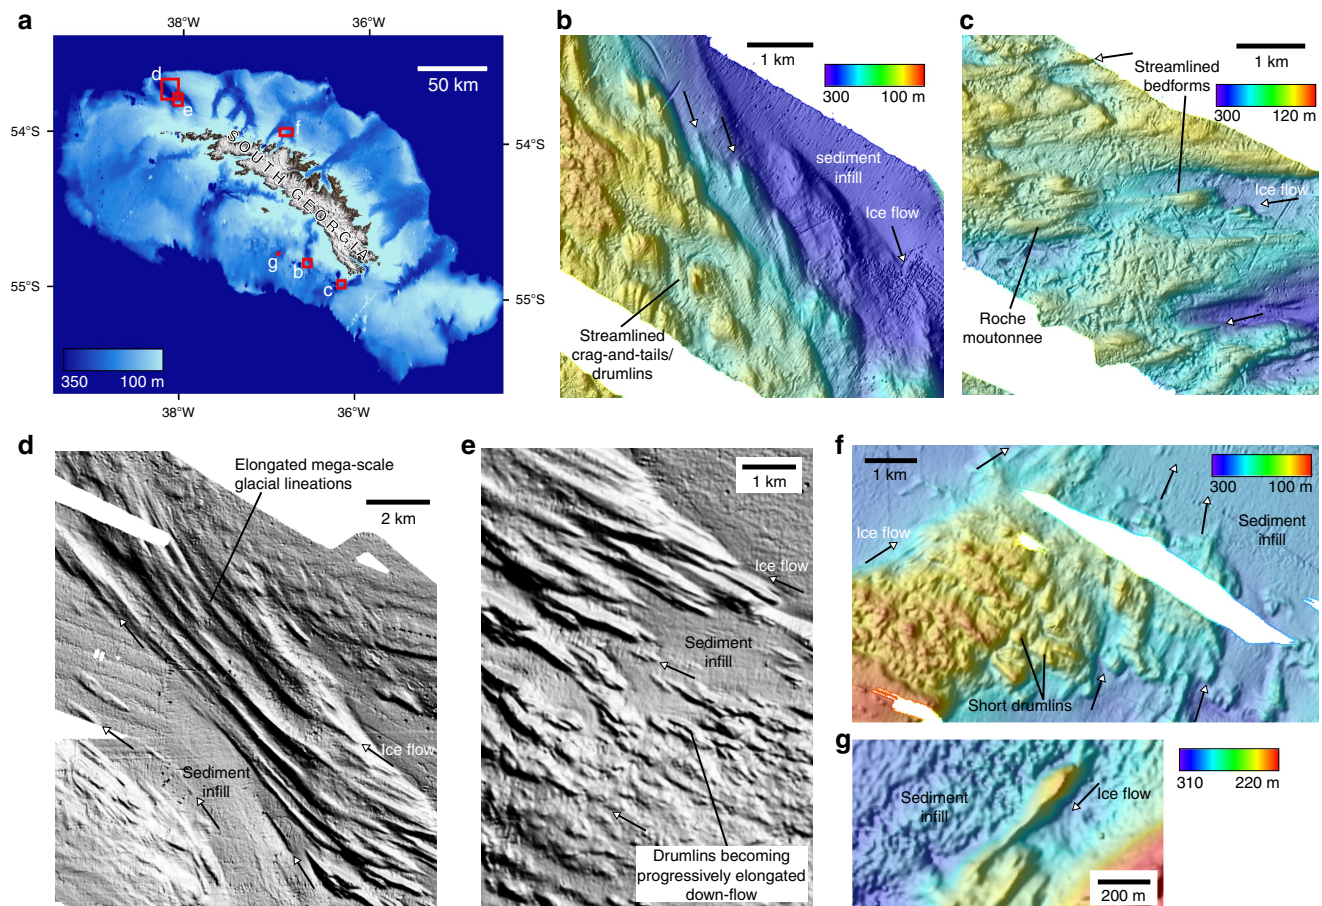 a
38°W
36°W
d
e
f
50 km
54°S
54°S
SOUTH GEORGIA
g
b
c
55°S
55°S
350
100 m
38°W
36°W
b
1 km
300
100 m
sediment
infill
Ice flow
Streamlined
crag-and-tails/
drumlins
c
1 km
Streamlined
bedforms
300
120 m
Ice flow
Roche
moutonnee
d
Elongated mega-scale
glacial lineations
2 km
Ice flow
Sediment
infill
e
1 km
Ice flow
Sediment
infill
Drumlins becoming
progressively elongated
down-flow
f
1 km
300
100 m
Ice flow
Sediment
infill
Short drumlins
g
310
220 m
Sediment
infill
Ice flow
200 m